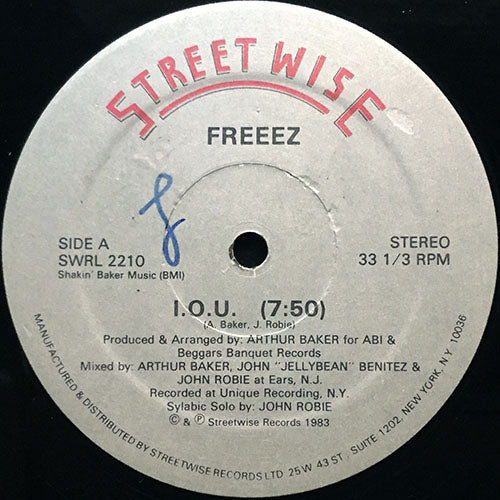 STREETWISE
FREEEZ
SIDE A
SWRL 2210
Shakin' Baker Music (BMI)
STEREO
33 1/3 RPM
I.O.U. (7:50)
(A. Baker, J. Robie)
Produced & Arranged by: ARTHUR BAKER for ABI &
Beggars Banquet Records
Mixed by: ARTHUR BAKER, JOHN "JELLYBEAN" BENITEZ &
JOHN ROBIE at Ears, N.J.
Recorded at Unique Recording, N.Y.
Sylabic Solo by: JOHN ROBIE
© & ℗ Streetwise Records 1983
MANUFACTURED & DISTRIBUTED BY STREETWISE RECORDS LTD 25 W 43 ST., SUITE 1202, NEW YORK, N.Y. 10036